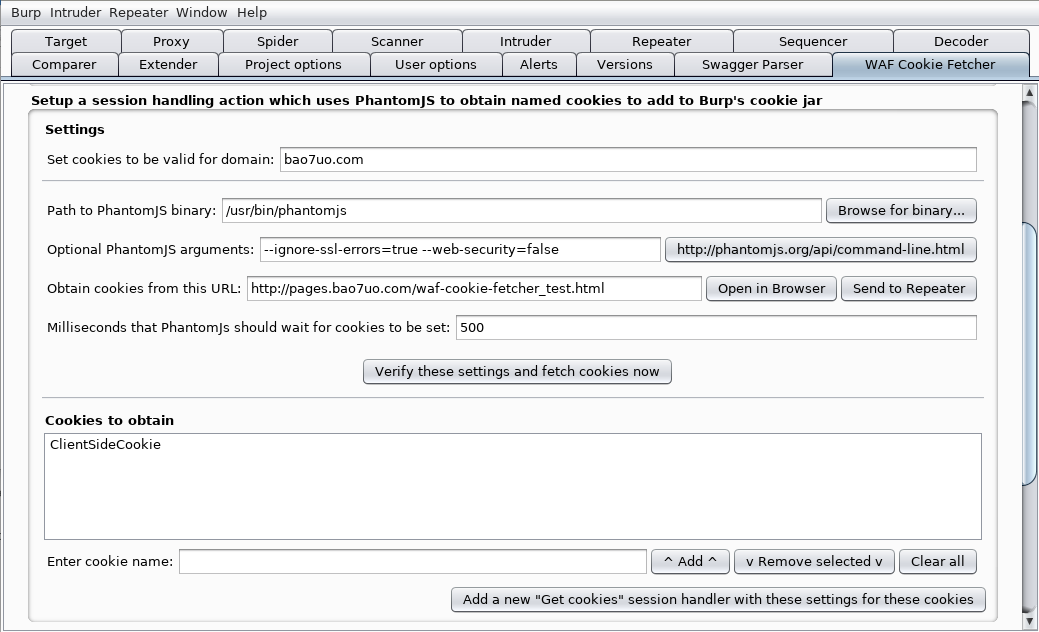 Burp Intruder Repeater Window Help
Target Proxy Spider Scanner Intruder Repeater Sequencer Decoder
Comparer Extender Project options User options Alerts Versions Swagger Parser WAF Cookie Fetcher
Setup a session handling action which uses PhantomJS to obtain named cookies to add to Burp's cookie jar
Settings
Set cookies to be valid for domain: bao7uo.com
Path to PhantomJS binary: /usr/bin/phantomjs Browse for binary...
Optional PhantomJS arguments: --ignore-ssl-errors=true --web-security=false http://phantomjs.org/api/command-line.html
Obtain cookies from this URL: http://pages.bao7uo.com/waf-cookie-fetcher_test.html Open in Browser Send to Repeater
Milliseconds that PhantomJs should wait for cookies to be set: 500
Verify these settings and fetch cookies now
Cookies to obtain
ClientSideCookie
Enter cookie name: ^ Add ^ v Remove selected v Clear all
Add a new "Get cookies" session handler with these settings for these cookies